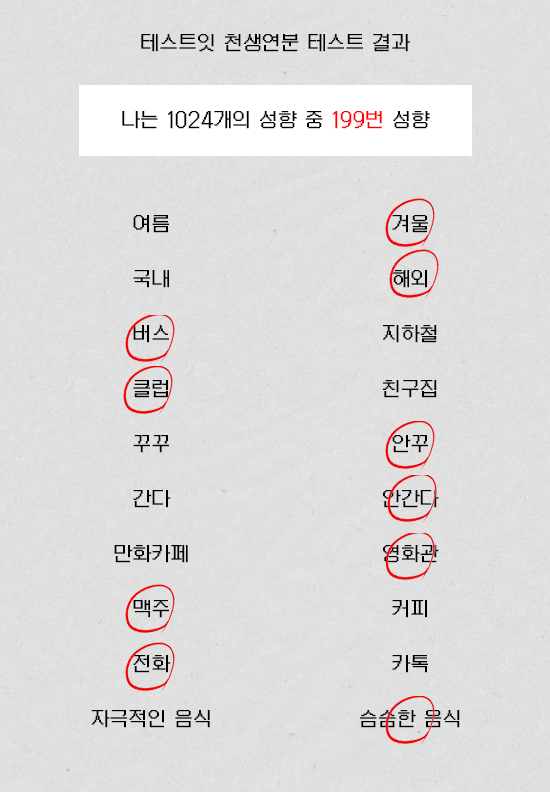 테스트잇 천생연분 테스트 결과
나는 1024개의 성향 중 199번 성향
여름 겨울
국내 해외
버스 지하철
클럽 친구집
꾸꾸 안꾸
간다 안간다
만화카페 영화관
맥주 커피
전화 카톡
자극적인 음식 슴슴한 음식